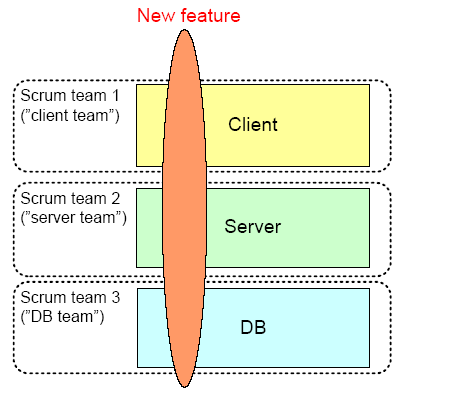 New feature
Scrum team 1
("client team")
Client
Scrum team 2
("server team")
Server
Scrum team 3
("DB team")
DB